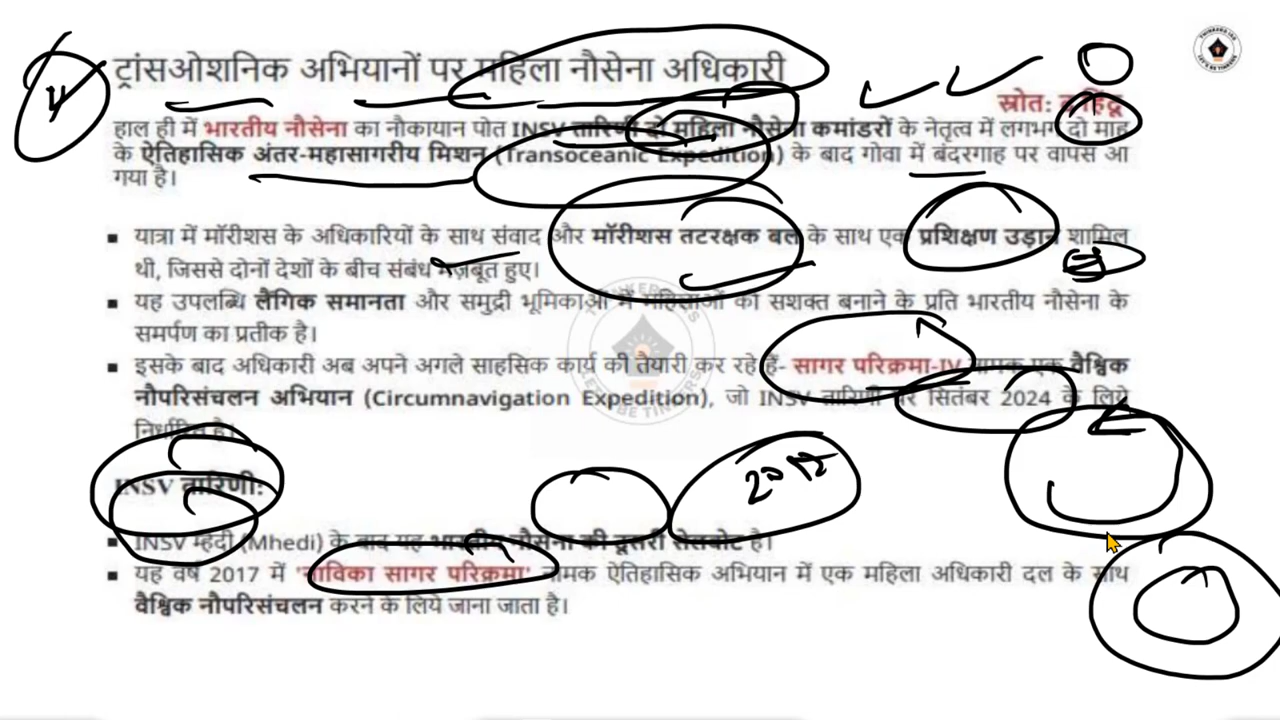 ट्रांसओशनिक अभियानों पर महिला नौसेना अधिकारी
स्रोत: द हिंदू
हाल ही में भारतीय नौसेना का नौकायान पोत INSV तारिणी दो महिला नौसेना कमांडरों के नेतृत्व में लगभग दो माह
के ऐतिहासिक अंतर-महासागरीय मिशन (Transoceanic Expedition) के बाद गोवा में बंदरगाह पर वापस आ
गया है।
▪ यात्रा में मॉरीशस के अधिकारियों के साथ संवाद और मॉरीशस तटरक्षक बल के साथ एक प्रशिक्षण उड़ान शामिल
थी, जिससे दोनों देशों के बीच संबंध मज़बूत हुए।
▪ यह उपलब्धि लैंगिक समानता और समुद्री भूमिकाओं में महिलाओं को सशक्त बनाने के प्रति भारतीय नौसेना के
समर्पण का प्रतीक है।
▪ इसके बाद अधिकारी अब अपने अगले साहसिक कार्य की तैयारी कर रहे हैं- सागर परिक्रमा-IV नामक एक वैश्विक
नौपरिसंचलन अभियान (Circumnavigation Expedition), जो INSV तारिणी पर सितंबर 2024 के लिये
निर्धारित है।
2017
INSV तारिणी:
▪ INSV म्हदी (Mhedi) के बाद यह भारतीय नौसेना की दूसरी सेलबोट है।
▪ यह वर्ष 2017 में 'नाविका सागर परिक्रमा' नामक ऐतिहासिक अभियान में एक महिला अधिकारी दल के साथ
वैश्विक नौपरिसंचलन करने के लिये जाना जाता है।